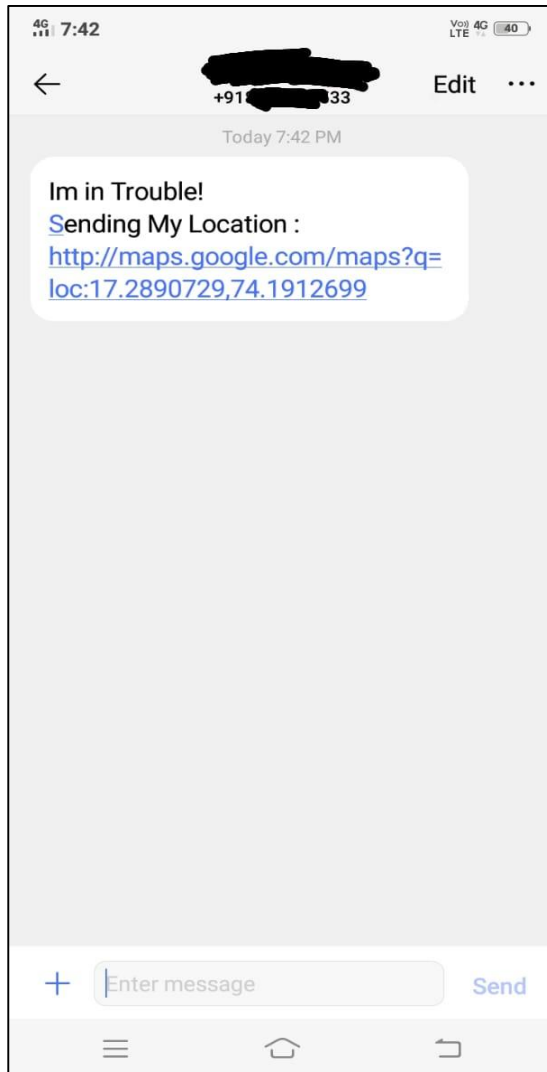 4G 7:42 Vo)) LTE 4G 40
Edit
+91 33
Today 7:42 PM
Im in Trouble!
Sending My Location :
http://maps.google.com/maps?q=
loc:17.2890729,74.1912699
Enter message Send